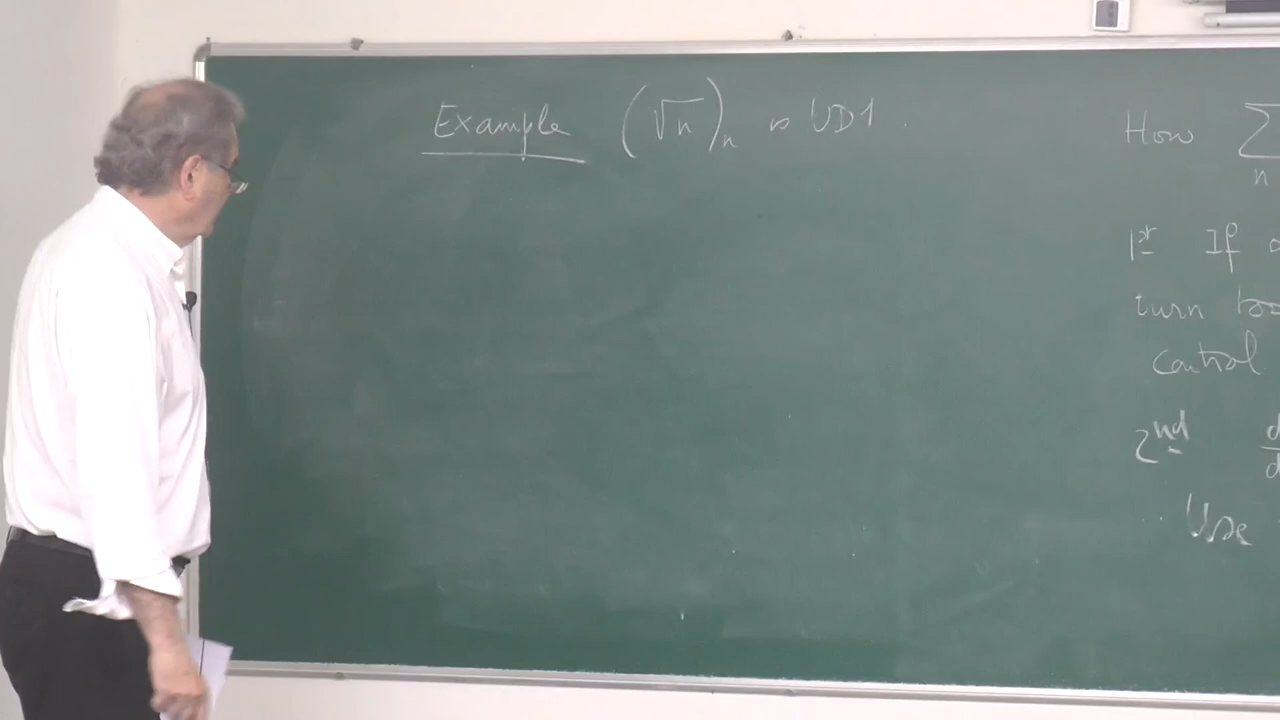 Example (√n)ₙ is UD1.
How ∑ n
1st If
turn
control
2nd d/d
Use